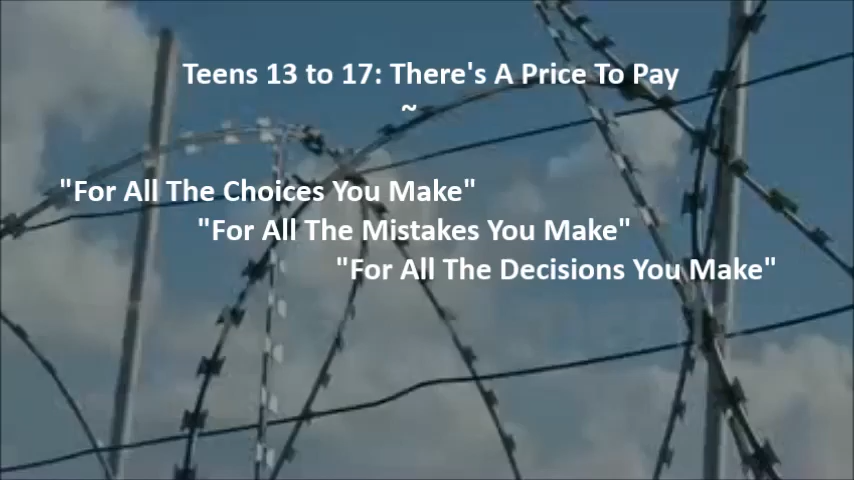 Teens 13 to 17: There's A Price To Pay
~
"For All The Choices You Make"
"For All The Mistakes You Make"
"For All The Decisions You Make"